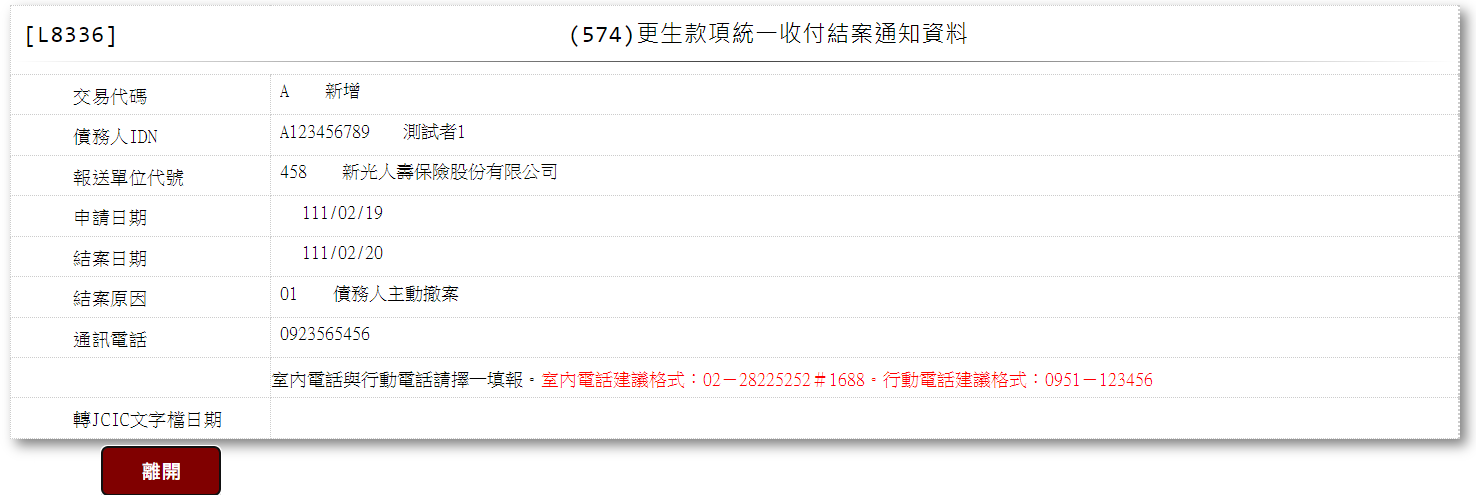 [L8336] (574)更生款項統一收付結案通知資料
交易代碼 A 新增
債務人IDN A123456789 測試者1
報送單位代號 458 新光人壽保險股份有限公司
申請日期 111/02/19
結案日期 111/02/20
結案原因 01 債務人主動撤案
通訊電話 0923565456
室內電話與行動電話請擇一填報。室內電話建議格式：02－28225252＃1688。行動電話建議格式：0951－123456
轉JCIC文字檔日期
離開